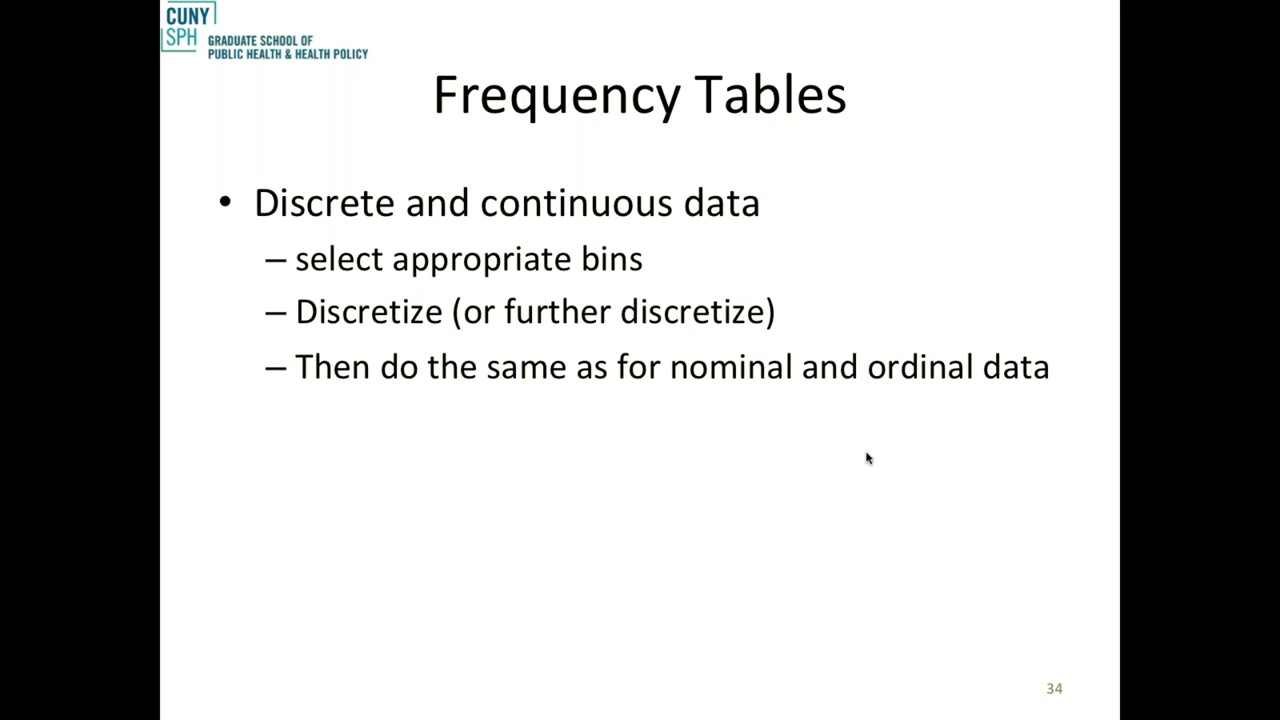 CUNY
SPH
GRADUATE SCHOOL OF
PUBLIC HEALTH & HEALTH POLICY
Frequency Tables
• Discrete and continuous data
– select appropriate bins
– Discretize (or further discretize)
– Then do the same as for nominal and ordinal data
34